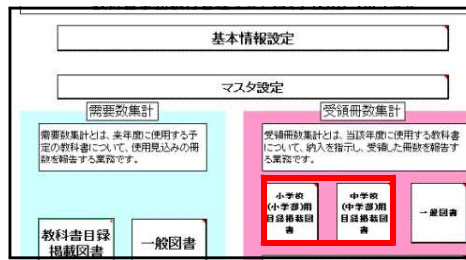 基本情報設定
マスタ設定
需要数集計
需要数集計とは、来年度に使用する予
定の教科書について、使用見込みの冊
数を報告する業務です。
教科書目録
掲載図書
一般図書
受領冊数集計
受領冊数集計とは、当該年度に使用する教科書
について、納入を指示し、受領した冊数を報告す
る業務です。
小学校
(小学部)用
目録掲載図
書
中学校
(中学部)用
目録掲載図
書
一般図書